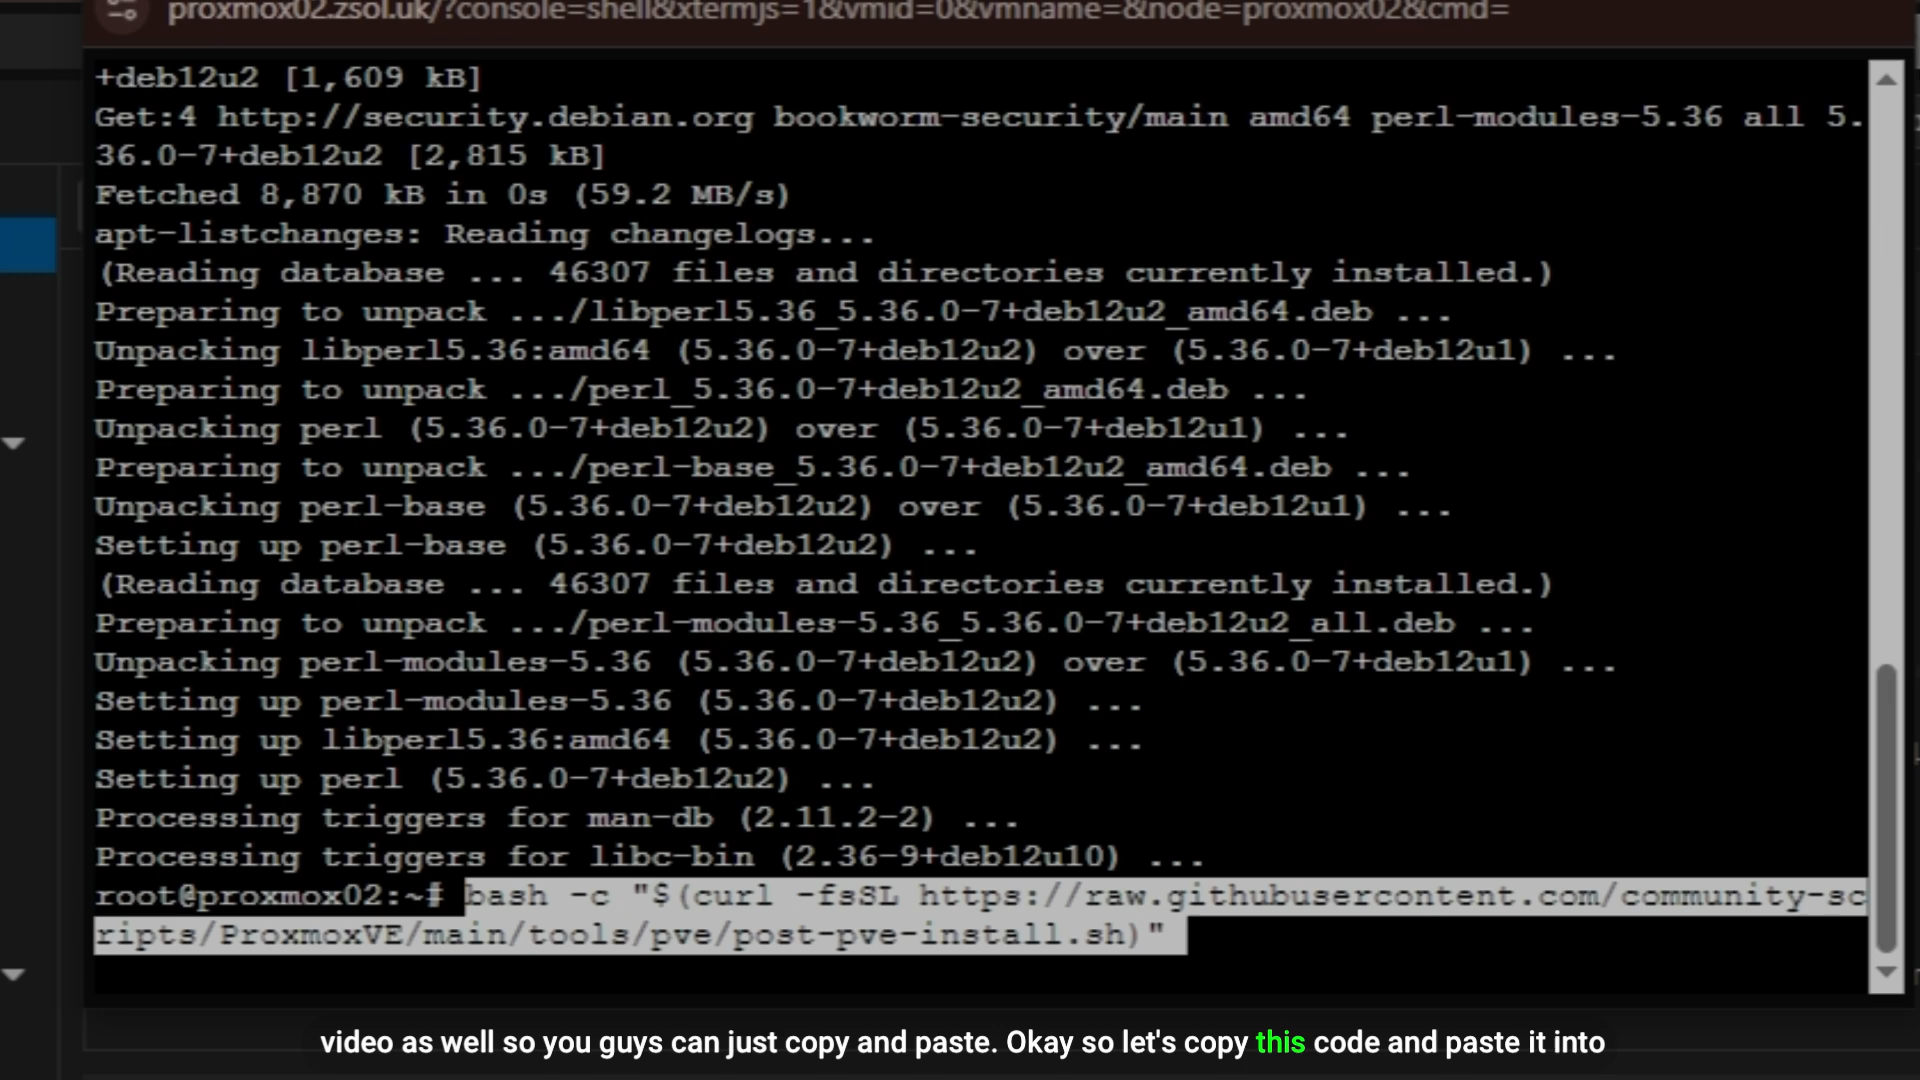 proxmox02.zsol.uk/?console=shell&xtermjs=1&vmid=0&vmname=&node=proxmox02&cmd=
+deb12u2 [1,609 kB]
Get:4 http://security.debian.org bookworm-security/main amd64 perl-modules-5.36 all 5.
36.0-7+deb12u2 [2,815 kB]
Fetched 8,870 kB in 0s (59.2 MB/s)
apt-listchanges: Reading changelogs...
(Reading database ... 46307 files and directories currently installed.)
Preparing to unpack .../libperl5.36_5.36.0-7+deb12u2_amd64.deb ...
Unpacking libperl5.36:amd64 (5.36.0-7+deb12u2) over (5.36.0-7+deb12u1) ...
Preparing to unpack .../perl_5.36.0-7+deb12u2_amd64.deb ...
Unpacking perl (5.36.0-7+deb12u2) over (5.36.0-7+deb12u1) ...
Preparing to unpack .../perl-base_5.36.0-7+deb12u2_amd64.deb ...
Unpacking perl-base (5.36.0-7+deb12u2) over (5.36.0-7+deb12u1) ...
Setting up perl-base (5.36.0-7+deb12u2) ...
(Reading database ... 46307 files and directories currently installed.)
Preparing to unpack .../perl-modules-5.36_5.36.0-7+deb12u2_all.deb ...
Unpacking perl-modules-5.36 (5.36.0-7+deb12u2) over (5.36.0-7+deb12u1) ...
Setting up perl-modules-5.36 (5.36.0-7+deb12u2) ...
Setting up libperl5.36:amd64 (5.36.0-7+deb12u2) ...
Setting up perl (5.36.0-7+deb12u2) ...
Processing triggers for man-db (2.11.2-2) ...
Processing triggers for libc-bin (2.36-9+deb12u10) ...
root@proxmox02:~# bash -c "$(curl -fsSL https://raw.githubusercontent.com/community-sc
ripts/ProxmoxVE/main/tools/pve/post-pve-install.sh)"
video as well so you guys can just copy and paste. Okay so let's copy this code and paste it into